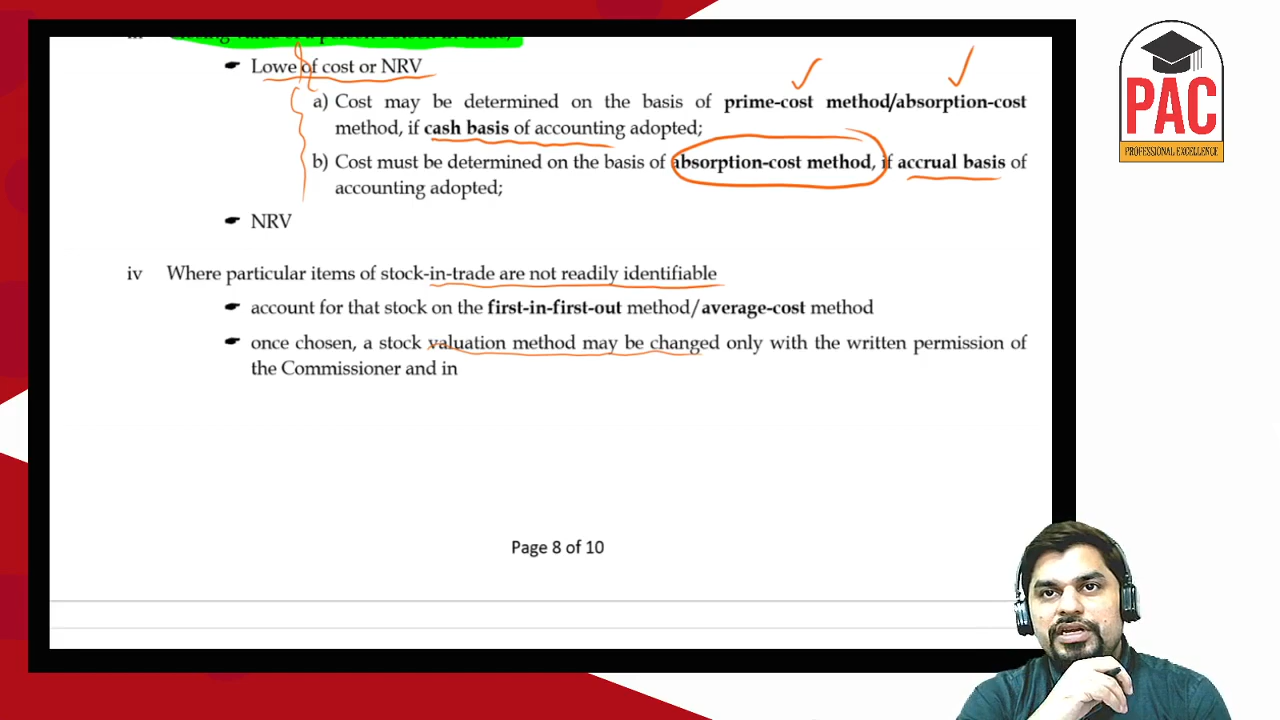 Lowe of cost or NRV
a) Cost may be determined on the basis of prime-cost method/absorption-cost
method, if cash basis of accounting adopted;
b) Cost must be determined on the basis of absorption-cost method, if accrual basis of
accounting adopted;
NRV
iv Where particular items of stock-in-trade are not readily identifiable
account for that stock on the first-in-first-out method/average-cost method
once chosen, a stock valuation method may be changed only with the written permission of
the Commissioner and in
Page 8 of 10
PAC
PROFESSIONAL EXCELLENCE